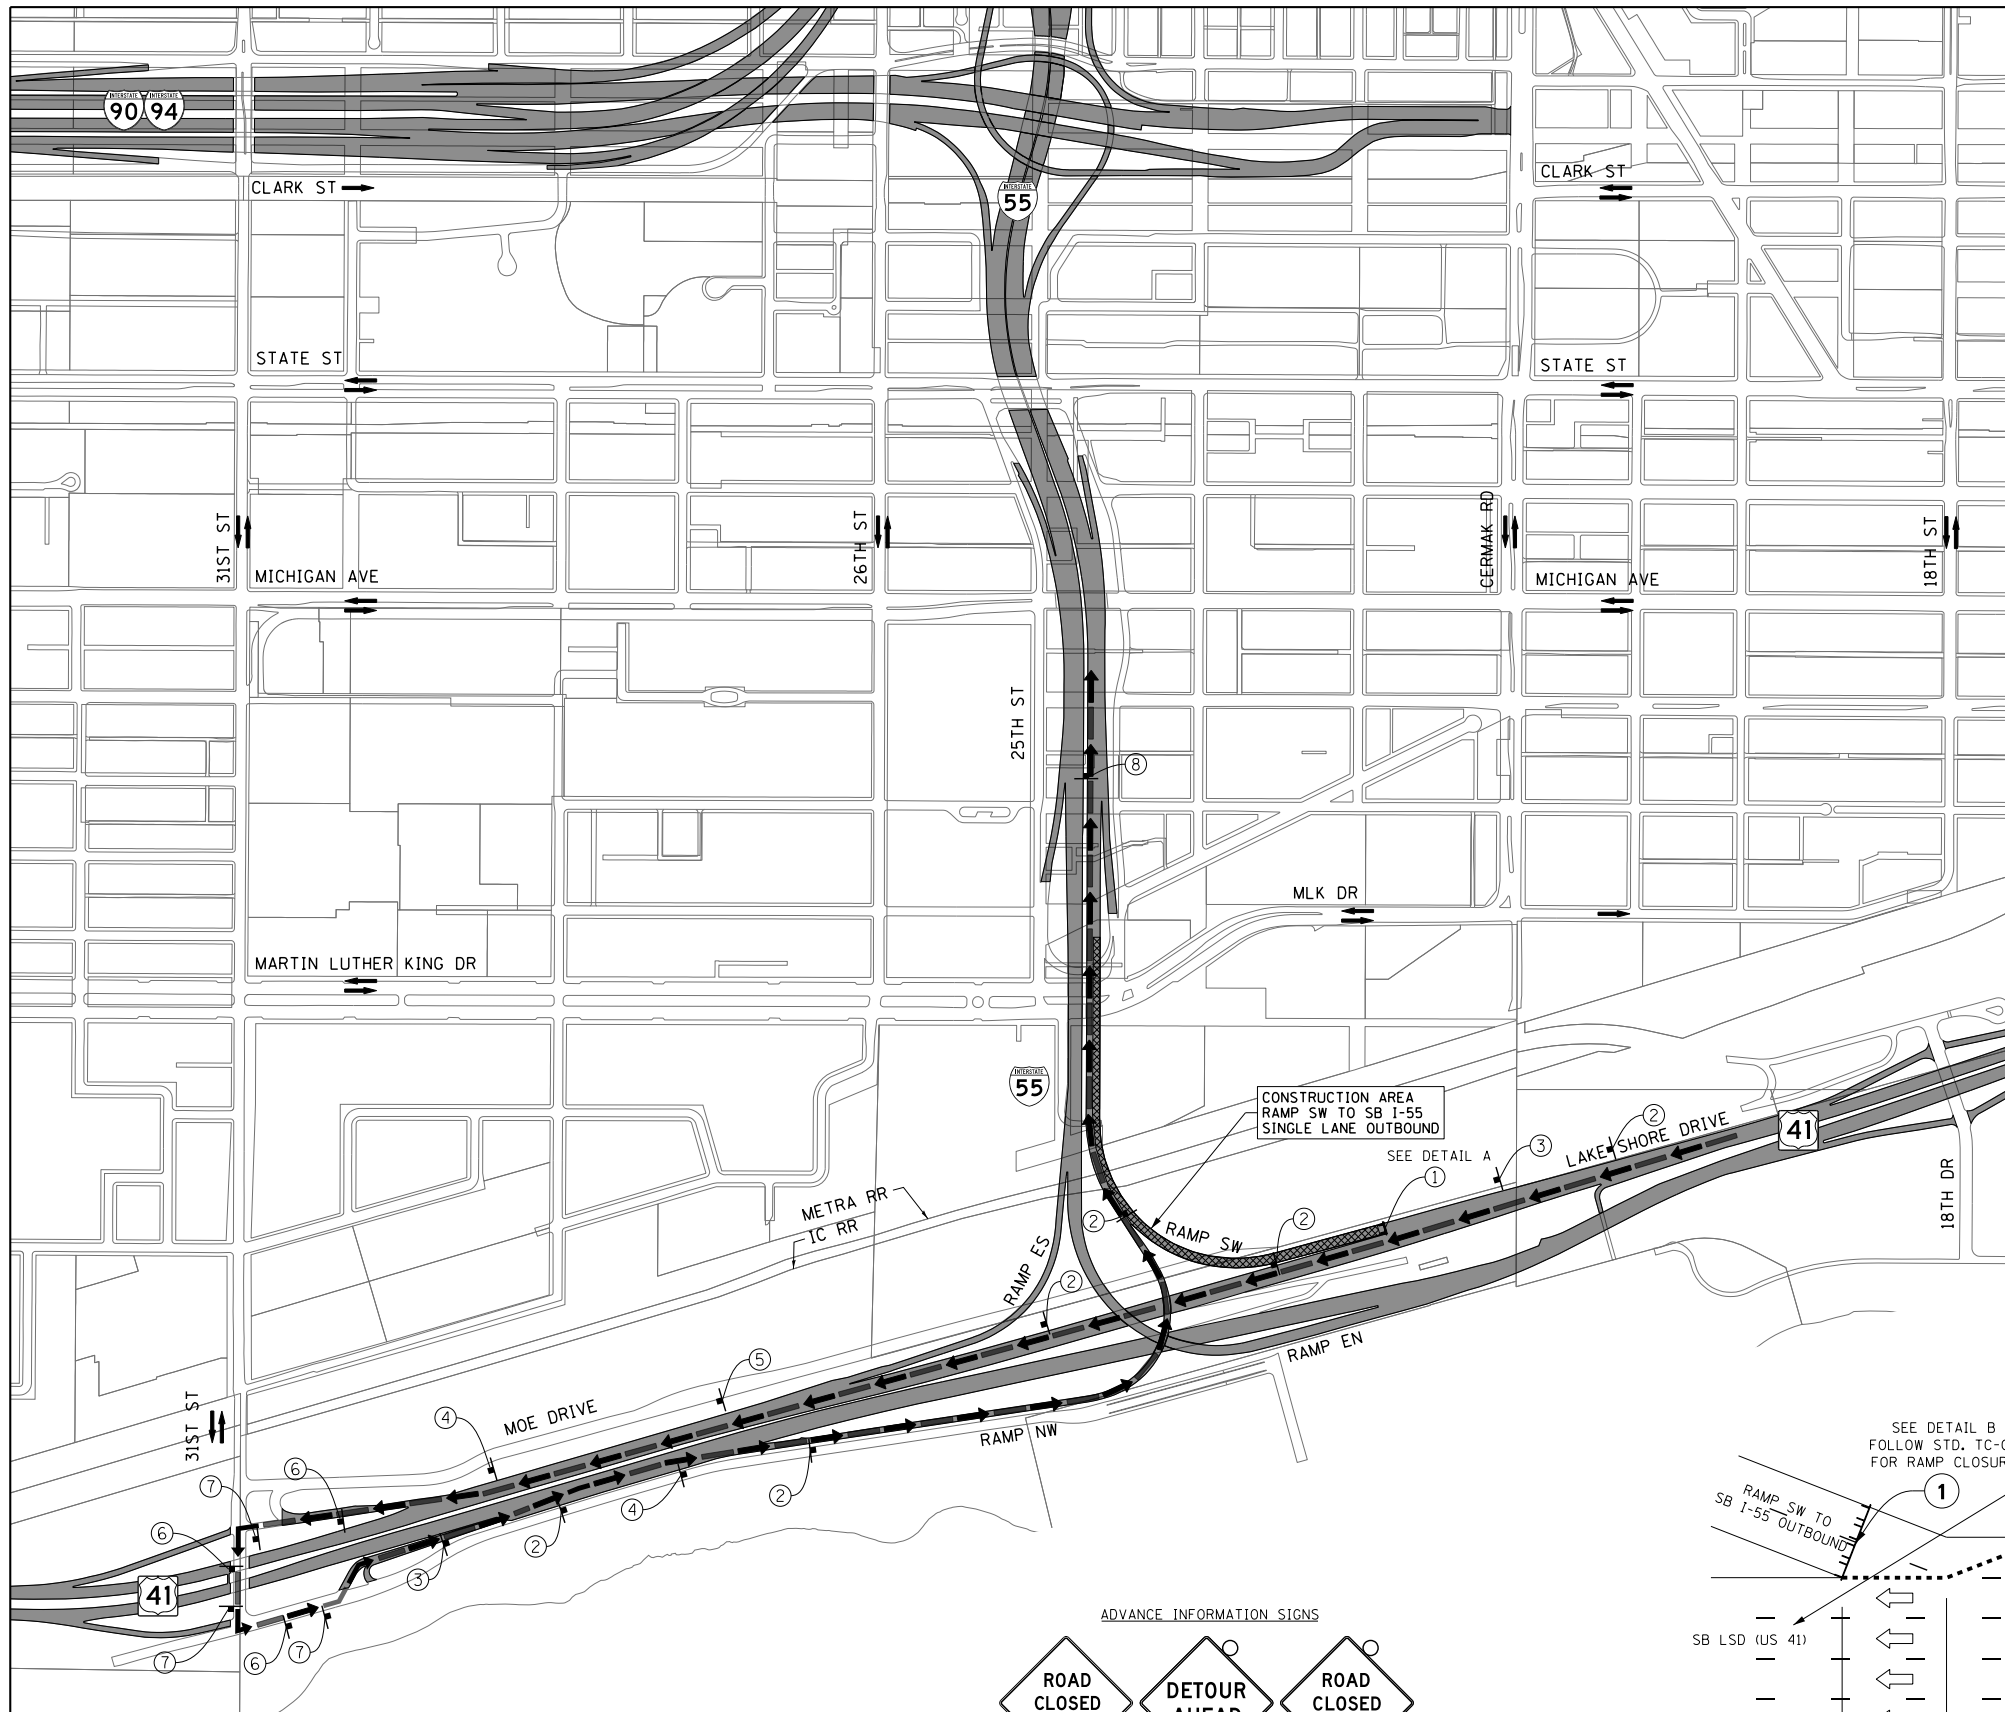 INTERSTATE
90
INTERSTATE
94
CLARK ST
INTERSTATE
55
CLARK ST
STATE ST
STATE ST
31ST ST
26TH ST
CERMAK RD
18TH ST
MICHIGAN AVE
MICHIGAN AVE
25TH ST
8
MLK DR
MARTIN LUTHER KING DR
INTERSTATE
55
CONSTRUCTION AREA
RAMP SW TO SB I-55
SINGLE LANE OUTBOUND
SEE DETAIL A
1
3
2
LAKE SHORE DRIVE
41
18TH DR
METRA RR
IC RR
2
RAMP SW
2
RAMP ES
2
RAMP EN
5
MOE DRIVE
4
31ST ST
RAMP NW
6
7
4
2
6
2
3
41
7
6
7
SEE DETAIL B
FOLLOW STD. TC-
FOR RAMP CLOSUR
1
RAMP SW TO
SB I-55 OUTBOUND
SB LSD (US 41)
ADVANCE INFORMATION SIGNS
ROAD
CLOSED
DETOUR
AHEAD
ROAD
CLOSED